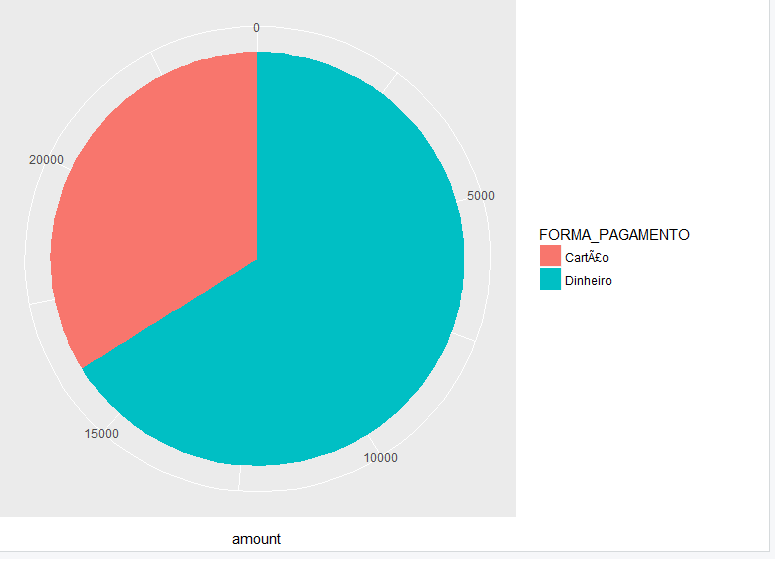 0
20000
5000
FORMA_PAGAMENTO
CartÃ£o
Dinheiro
15000
10000
amount